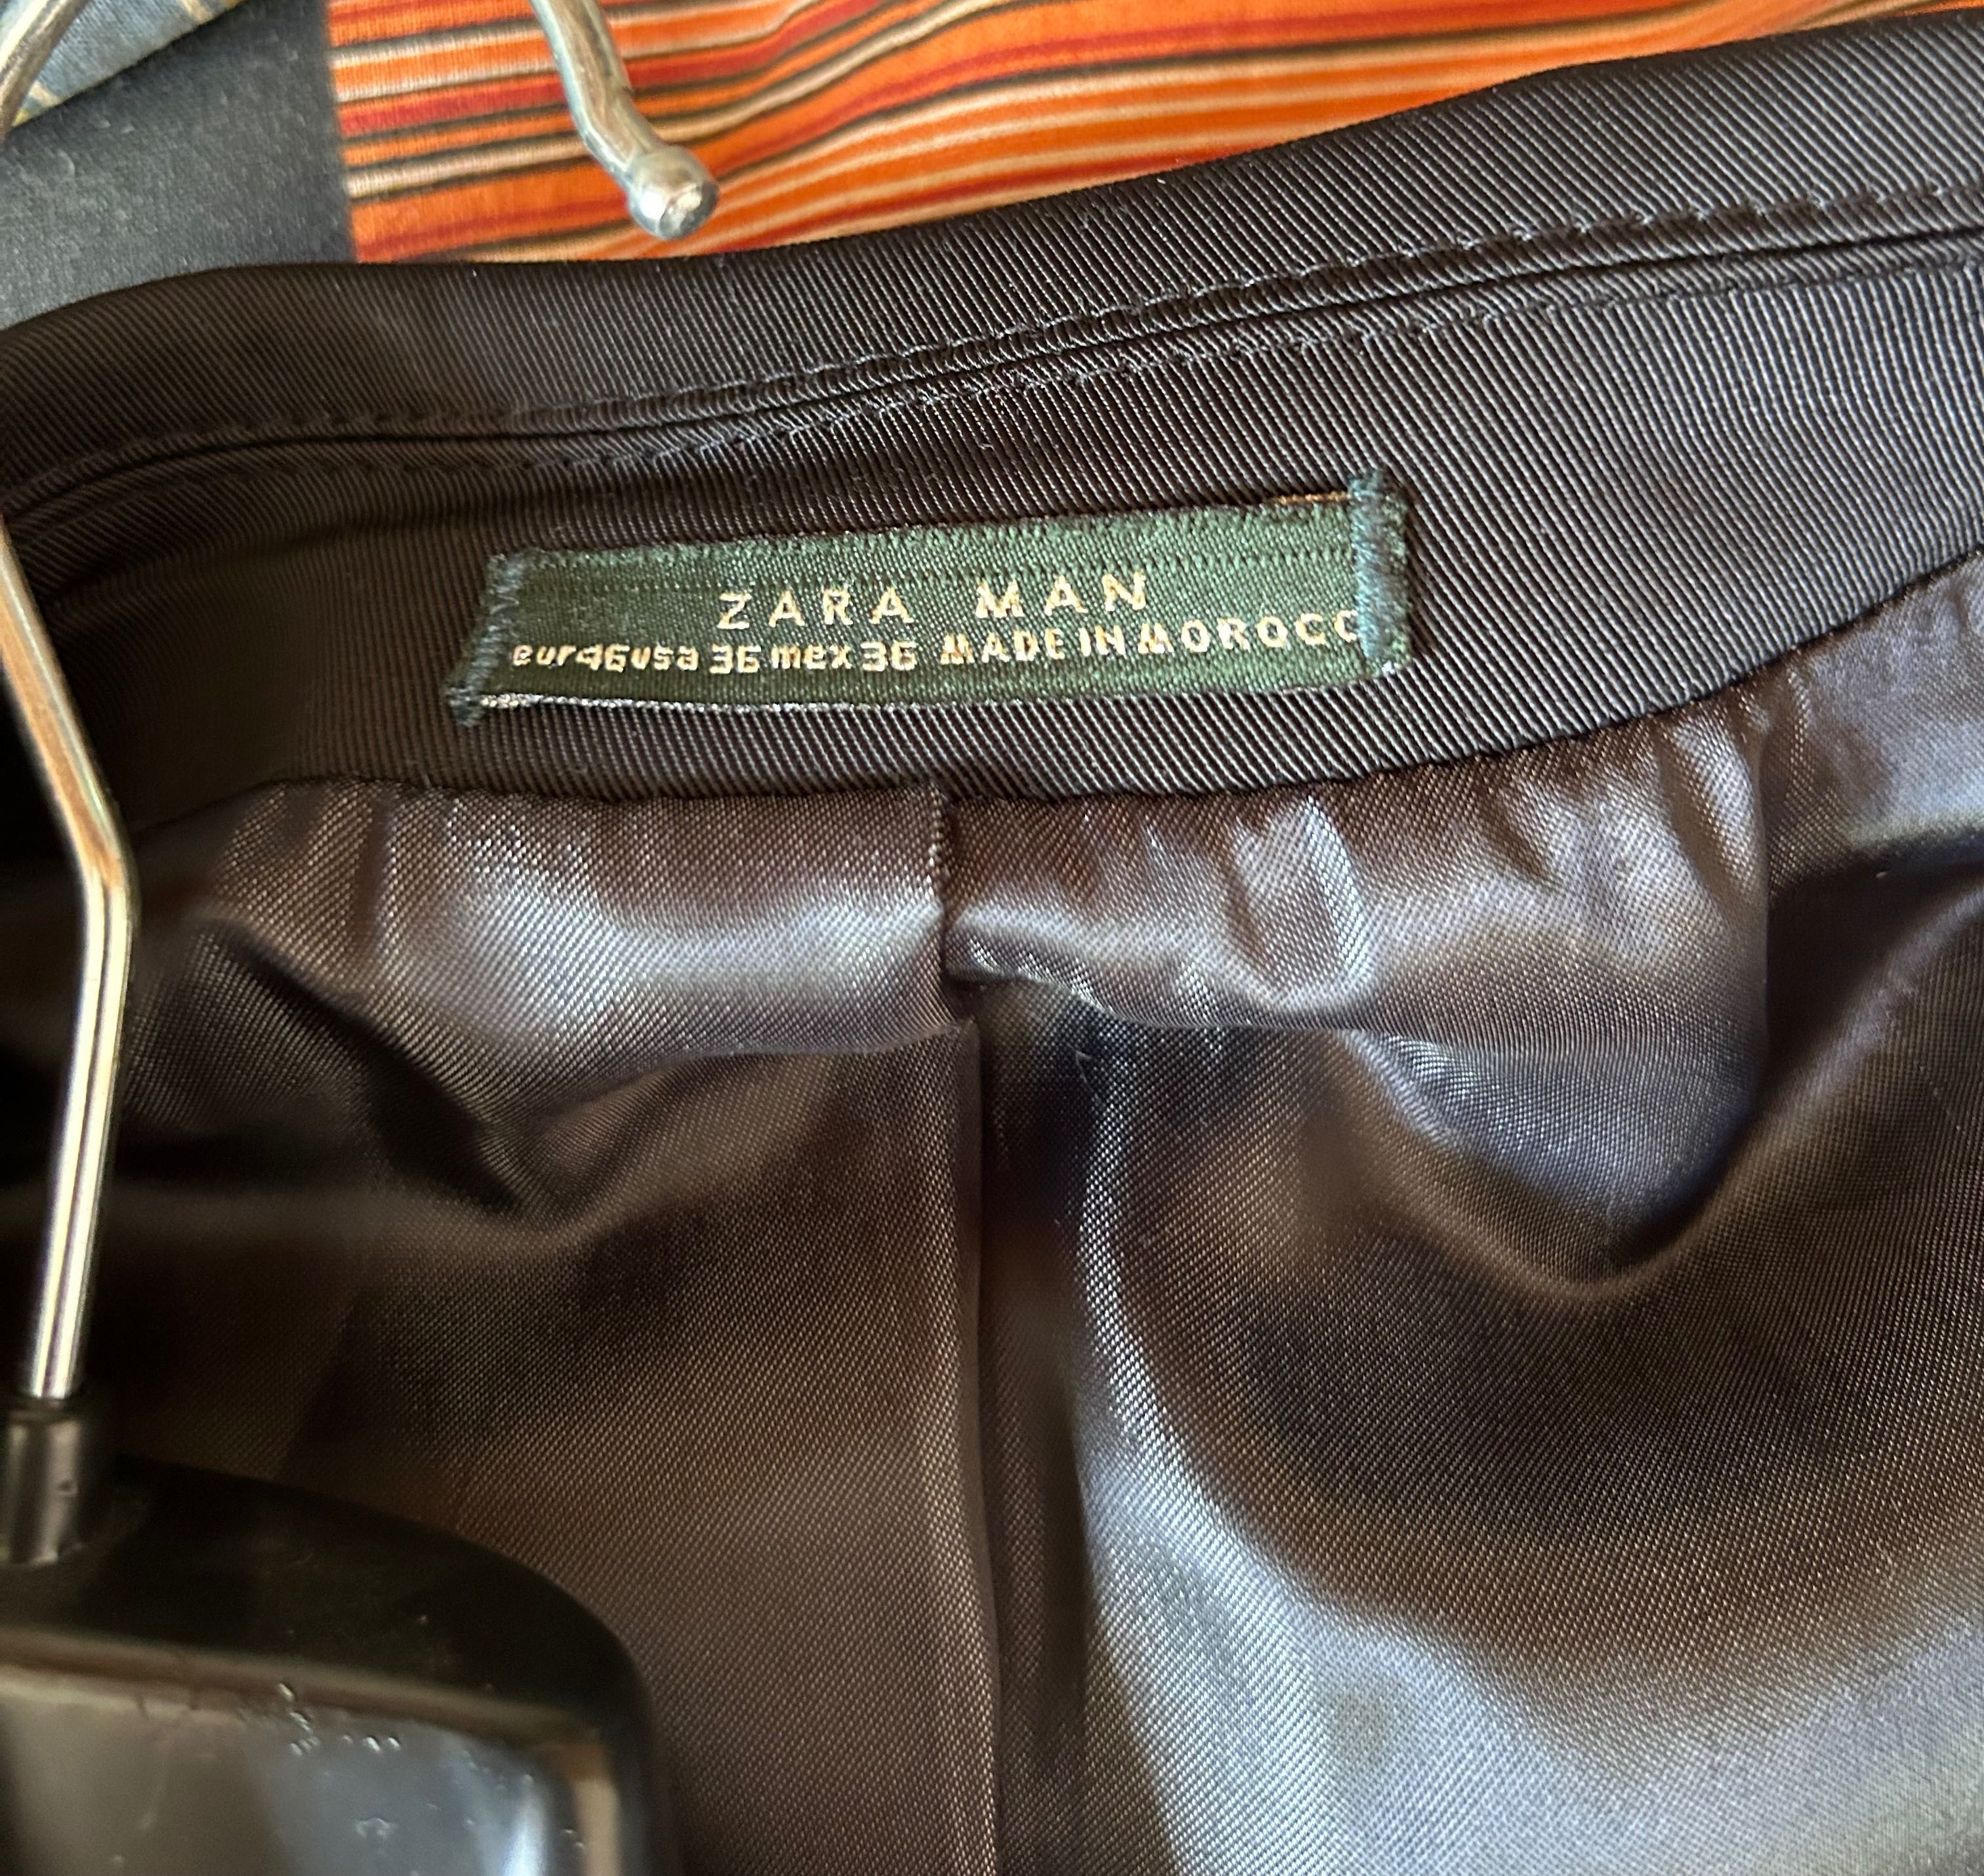 ZARA MAN
eur46usa 36 mex 36 MADE IN MOROCC